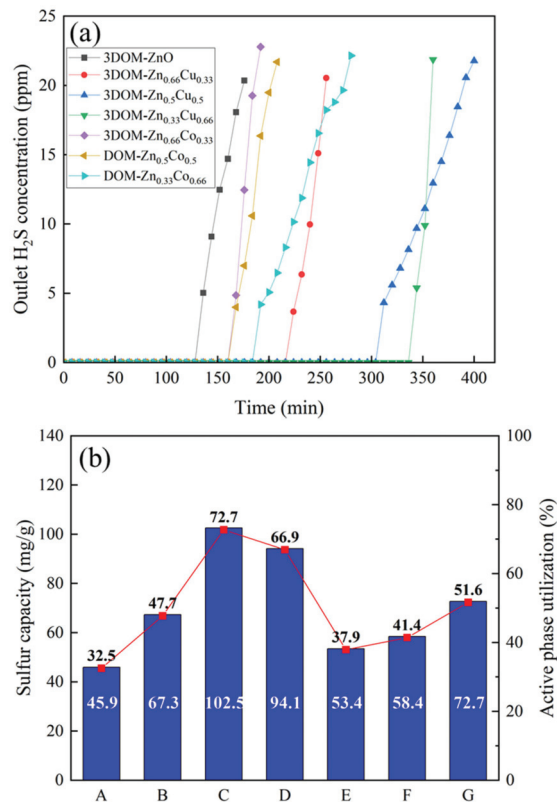 (a)
25
20
15
10
5
0
Outlet H₂S concentration (ppm)
3DOM-ZnO
3DOM-Zn₀.₆₆Cu₀.₃₃
3DOM-Zn₀.₅Cu₀.₅
3DOM-Zn₀.₃₃Cu₀.₆₆
3DOM-Zn₀.₆₆Co₀.₃₃
DOM-Zn₀.₅Co₀.₅
DOM-Zn₀.₃₃Co₀.₆₆
0 50 100 150 200 250 300 350 400
Time (min)
(b)
140
120
100
80
60
40
20
0
Sulfur capacity (mg/g)
100
80
60
40
20
0
Active phase utilization (%)
32.5 47.7 72.7 66.9 37.9 41.4 51.6
45.9 67.3 102.5 94.1 53.4 58.4 72.7
A B C D E F G